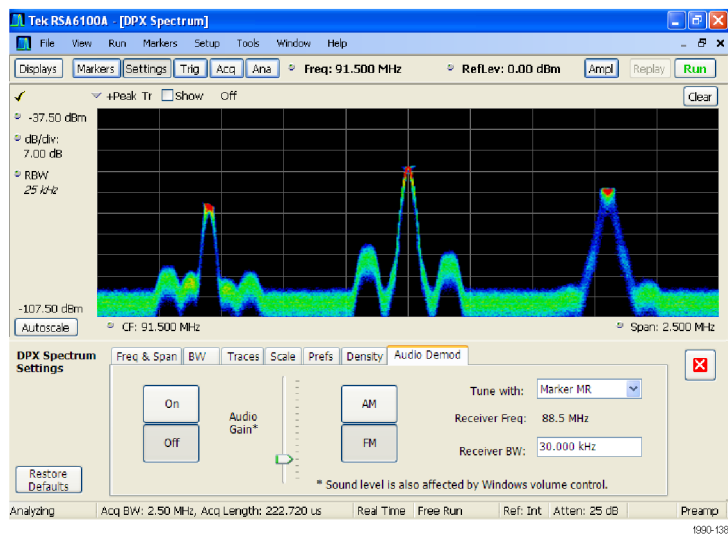 Tek RSA6100A - [DPX Spectrum]
File View Run Markers Setup Tools Window Help
Displays Markers Settings Trig Acq Ana Freq: 91.500 MHz RefLev: 0.00 dBm Ampl Replay Run
+Peak Tr Show Off Clear
-37.50 dBm
dB/div:
7.00 dB
RBW
25 kHz
-107.50 dBm
Autoscale CF: 91.500 MHz Span: 2.500 MHz
DPX Spectrum
Settings
Freq & Span BW Traces Scale Prefs Density Audio Demod
On
Off
Audio
Gain*
AM
FM
Tune with: Marker MR
Receiver Freq: 88.5 MHz
Receiver BW: 30.000 kHz
* Sound level is also affected by Windows volume control.
Restore
Defaults
Analyzing Acq BW: 2.50 MHz, Acq Length: 222.720 us Real Time Free Run Ref: Int Atten: 25 dB Preamp
1990-138